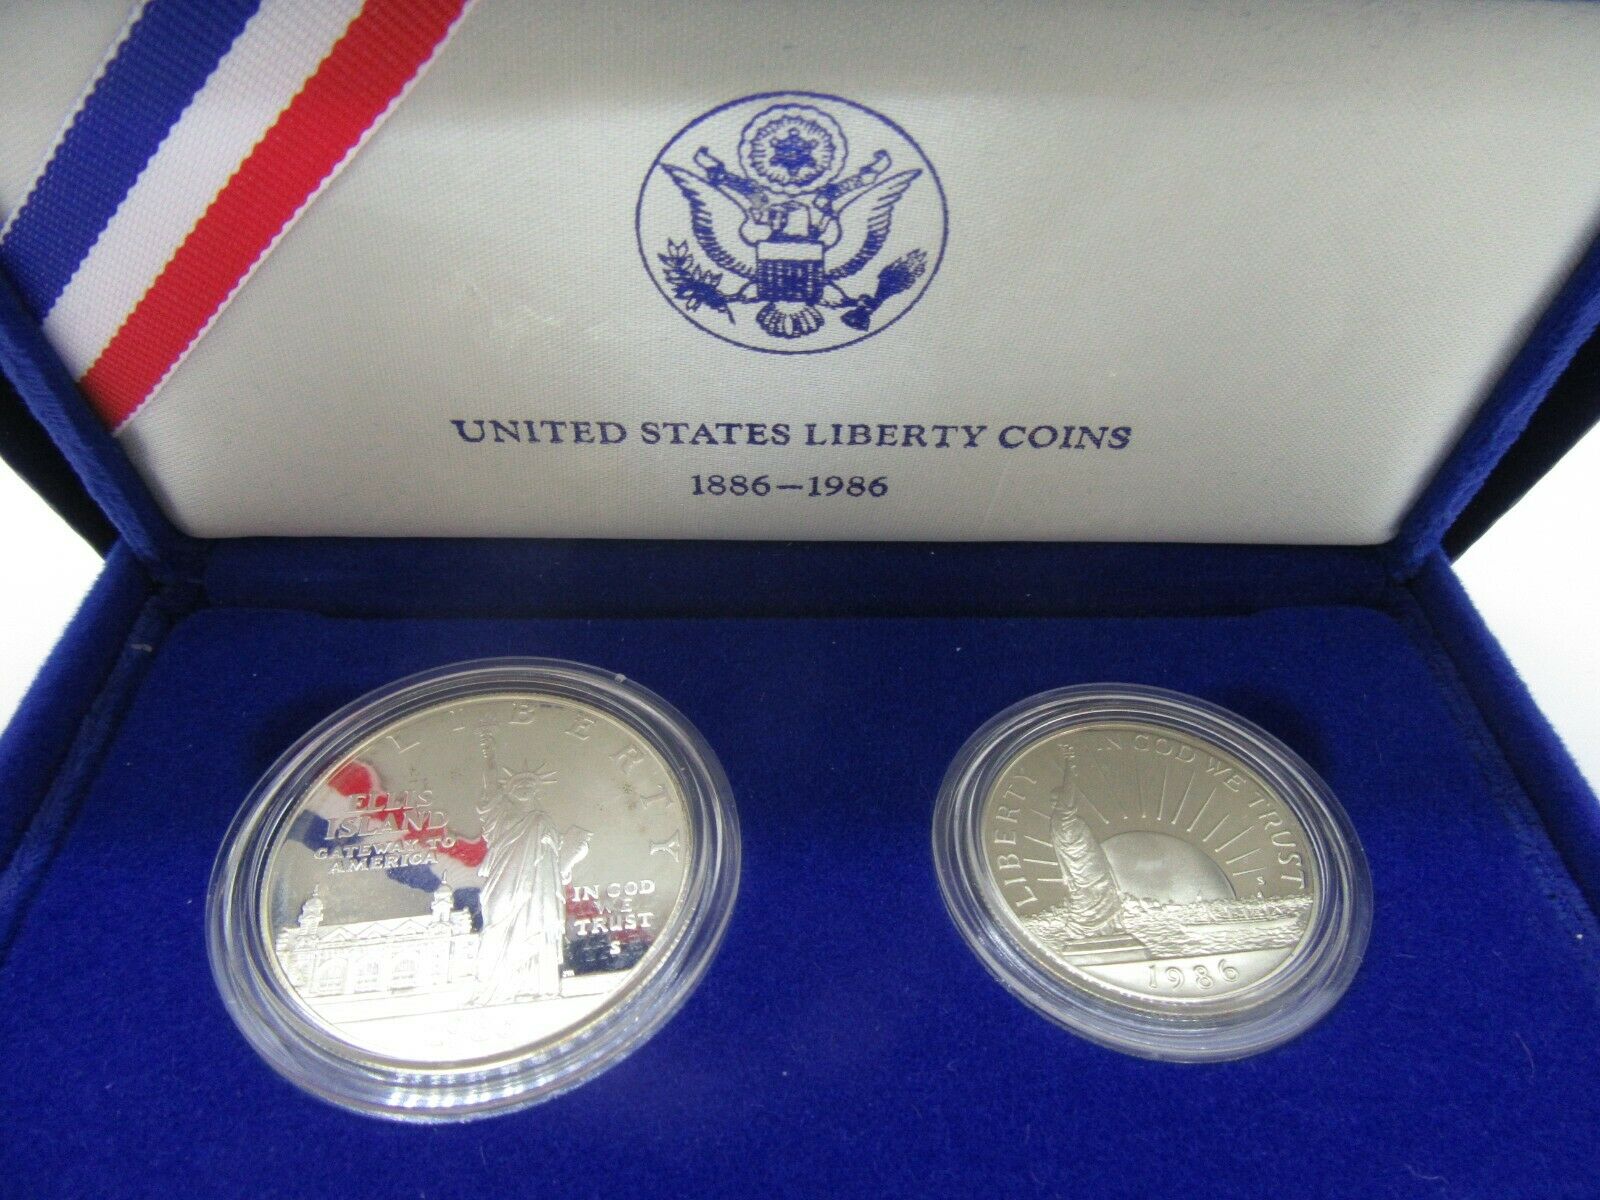 UNITED STATES LIBERTY COINS
1886–1986
LIBERTY
ELLIS
ISLAND
GATEWAY TO
AMERICA
IN GOD
WE
TRUST
S
1986
IN GOD WE TRUST
LIBERTY
S
1986